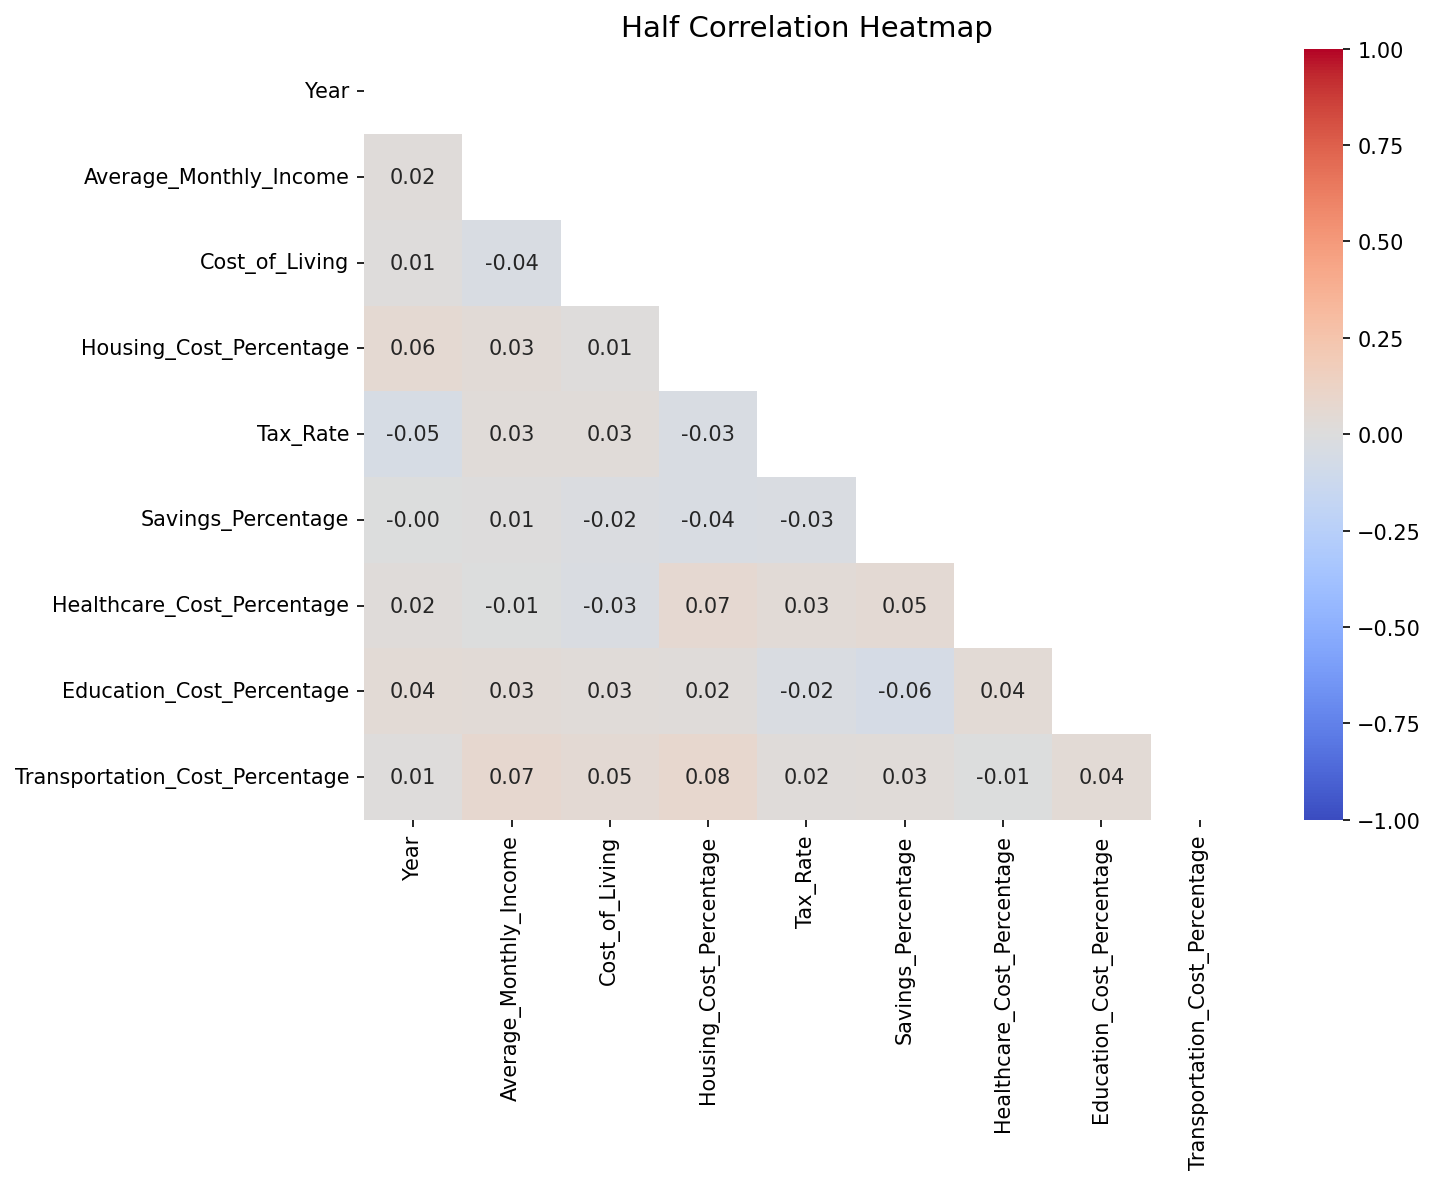 Half Correlation Heatmap
Year
Average_Monthly_Income 0.02
Cost_of_Living 0.01 -0.04
Housing_Cost_Percentage 0.06 0.03 0.01
Tax_Rate -0.05 0.03 0.03 -0.03
Savings_Percentage -0.00 0.01 -0.02 -0.04 -0.03
Healthcare_Cost_Percentage 0.02 -0.01 -0.03 0.07 0.03 0.05
Education_Cost_Percentage 0.04 0.03 0.03 0.02 -0.02 -0.06 0.04
Transportation_Cost_Percentage 0.01 0.07 0.05 0.08 0.02 0.03 -0.01 0.04
Year
Average_Monthly_Income
Cost_of_Living
Housing_Cost_Percentage
Tax_Rate
Savings_Percentage
Healthcare_Cost_Percentage
Education_Cost_Percentage
Transportation_Cost_Percentage
1.00
0.75
0.50
0.25
0.00
−0.25
−0.50
−0.75
−1.00